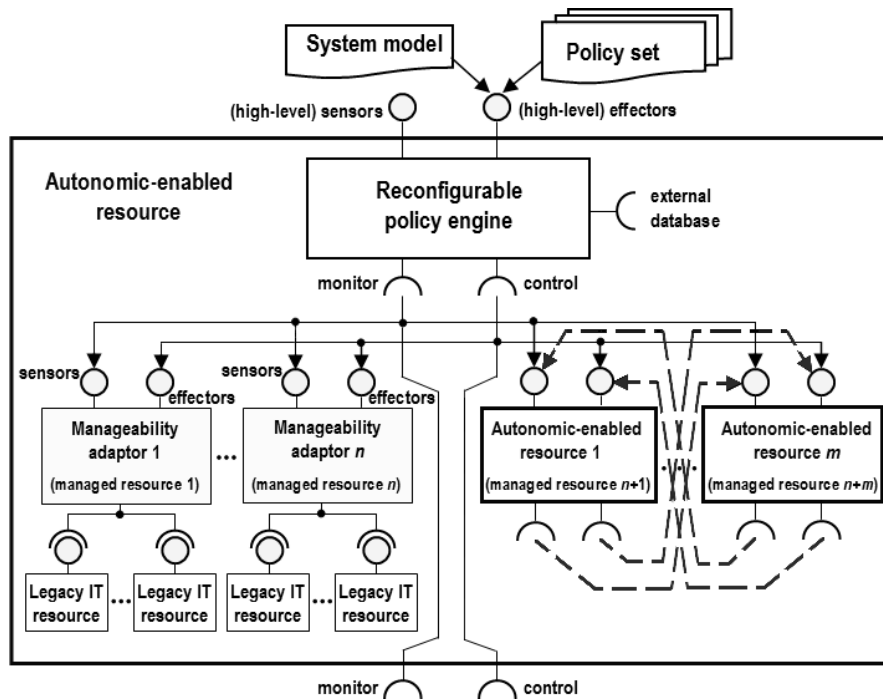 System model
Policy set
(high-level) sensors
(high-level) effectors
Autonomic-enabled
resource
Reconfigurable
policy engine
external
database
monitor
control
sensors
effectors
sensors
effectors
Manageability
adaptor 1
(managed resource 1)
...
Manageability
adaptor n
(managed resource n)
Autonomic-enabled
resource 1
(managed resource n+1)
...
Autonomic-enabled
resource m
(managed resource n+m)
Legacy IT
resource
...
Legacy IT
resource
Legacy IT
resource
...
Legacy IT
resource
monitor
control